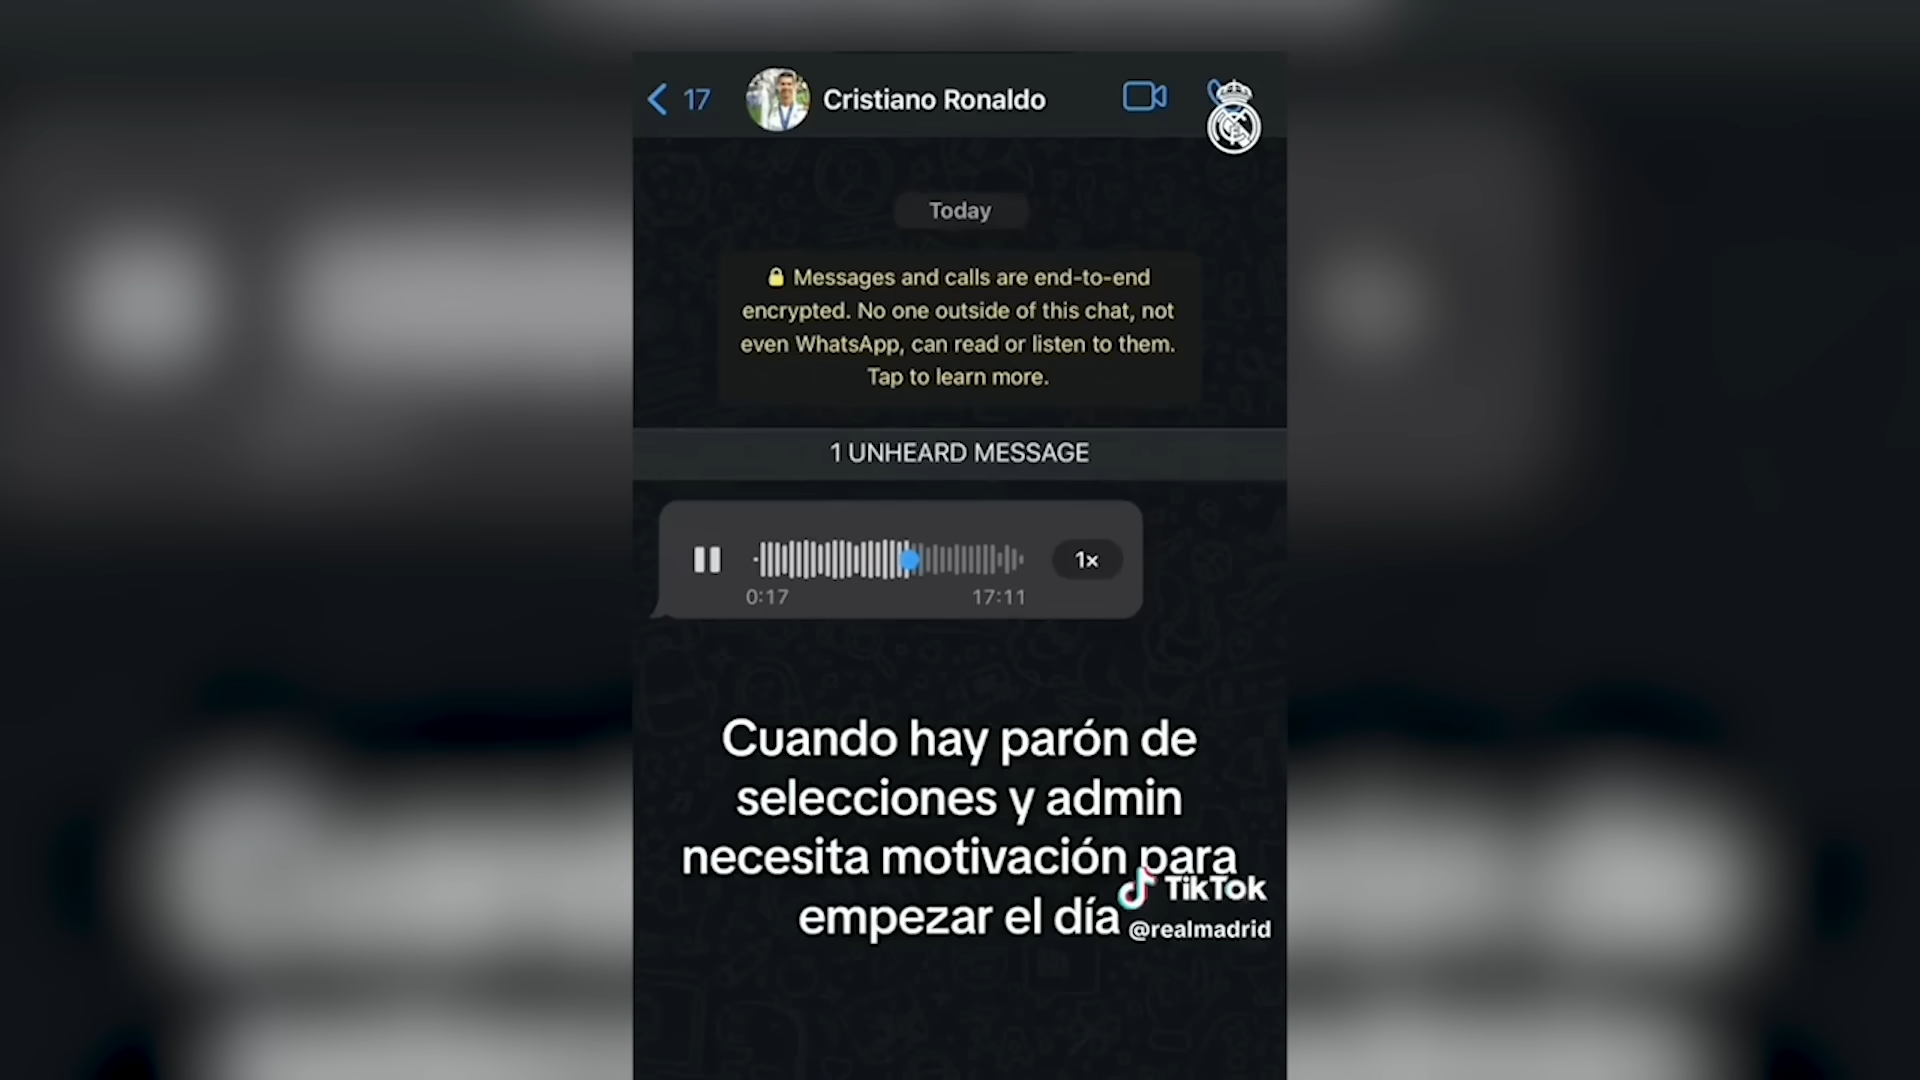 17
Cristiano Ronaldo
Today
Messages and calls are end-to-end
encrypted. No one outside of this chat, not
even WhatsApp, can read or listen to them.
Tap to learn more.
1 UNHEARD MESSAGE
1x
0:17
17:11
Cuando hay parón de
selecciones y admin
necesita motivación para
empezar el día
TikTok
@realmadrid